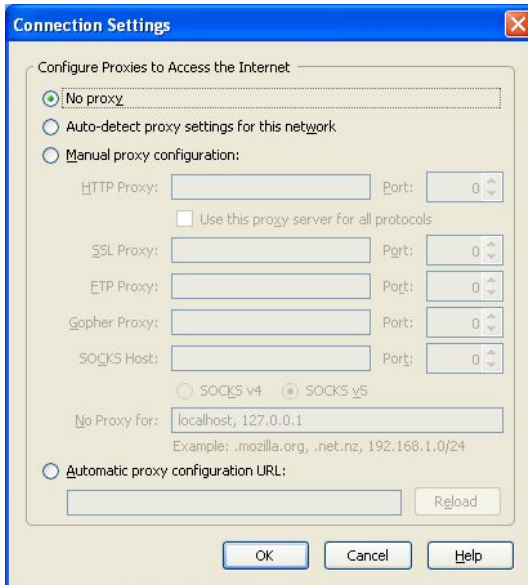 Connection Settings
Configure Proxies to Access the Internet
No proxy
Auto-detect proxy settings for this network
Manual proxy configuration:
HTTP Proxy: Port: 0
Use this proxy server for all protocols
SSL Proxy: Port: 0
FTP Proxy: Port: 0
Gopher Proxy: Port: 0
SOCKS Host: Port: 0
SOCKS v4 SOCKS v5
No Proxy for: localhost, 127.0.0.1
Example: .mozilla.org, .net.nz, 192.168.1.0/24
Automatic proxy configuration URL:
Reload
OK Cancel Help